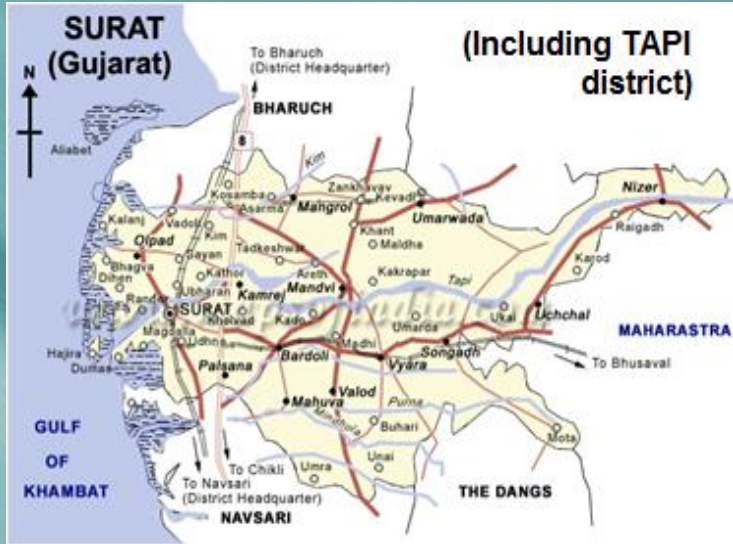 SURAT
(Gujarat)
(Including TAPI
district)
N
To Bharuch
(District Headquarter)
BHARUCH
8
Aliabet
Kim
Kosamba
Asarma
Mangrol
Zankhavav
Kevadi
Umarwada
Nizer
Raigadh
Kalanj
Vadoli
Kim
Khant
Maldha
Olpad
Tadkeshwar
Karod
Bhagva
Sayan
Areth
Kakrapar
Tapi
Dihen
Kathor
Mandvi
Ubharan
Kamrej
Rander
SURAT
Kholvad
Kado
Umarda
Ukai
Uchchal
Magdalla
MAHARASTRA
Udhna
Madhi
Hajira
Dumas
Bardoli
Vyara
Songadh
To Bhusaval
Palsana
Valod
Mahuva
Mindhola
Purna
Buhari
Mota
GULF
OF
KHAMBAT
To Chikli
Umra
Unai
To Navsari
(District Headquarter)
NAVSARI
THE DANGS